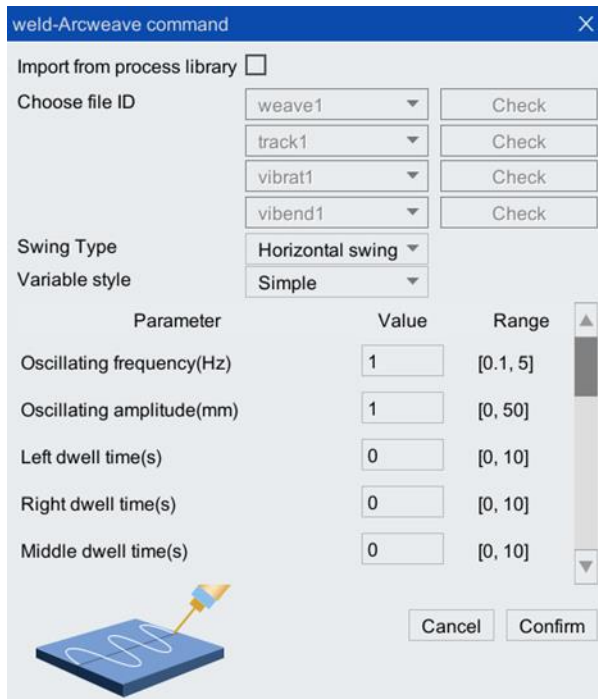 weld-Arcweave command
Import from process library
Choose file ID weave1 Check
track1 Check
vibrat1 Check
vibend1 Check
Swing Type Horizontal swing
Variable style Simple
Parameter Value Range
Oscillating frequency(Hz) 1 [0.1, 5]
Oscillating amplitude(mm) 1 [0, 50]
Left dwell time(s) 0 [0, 10]
Right dwell time(s) 0 [0, 10]
Middle dwell time(s) 0 [0, 10]
Cancel Confirm